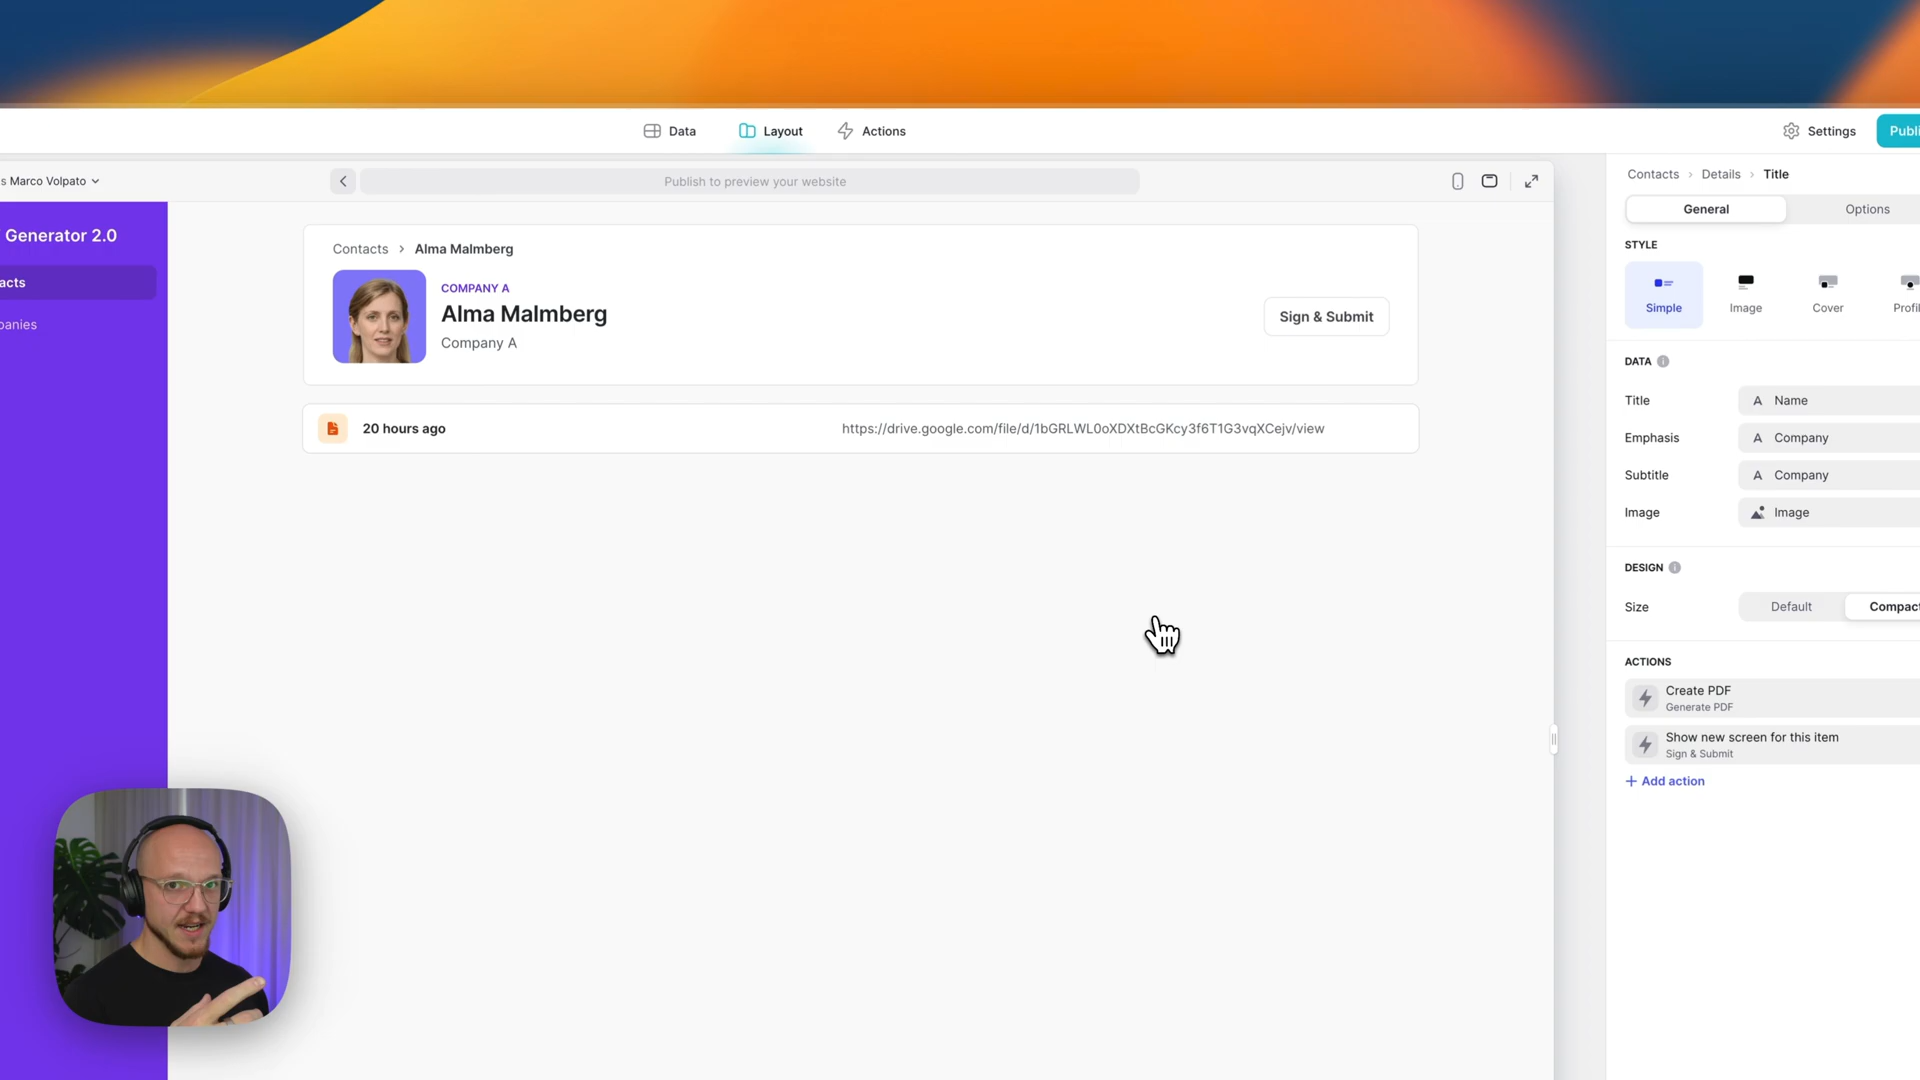 Data
Layout
Actions
Settings
Publi
s Marco Volpato
Publish to preview your website
Contacts › Details › Title
Generator 2.0
acts
panies
Contacts › Alma Malmberg
COMPANY A
Alma Malmberg
Company A
Sign & Submit
20 hours ago
https://drive.google.com/file/d/1bGRLWL0oXDXtBcGKcy3f6T1G3vqXCejv/view
General
Options
STYLE
Simple
Image
Cover
Profil
DATA
Title
A Name
Emphasis
A Company
Subtitle
A Company
Image
Image
DESIGN
Size
Default
Compact
ACTIONS
Create PDF
Generate PDF
Show new screen for this item
Sign & Submit
+ Add action